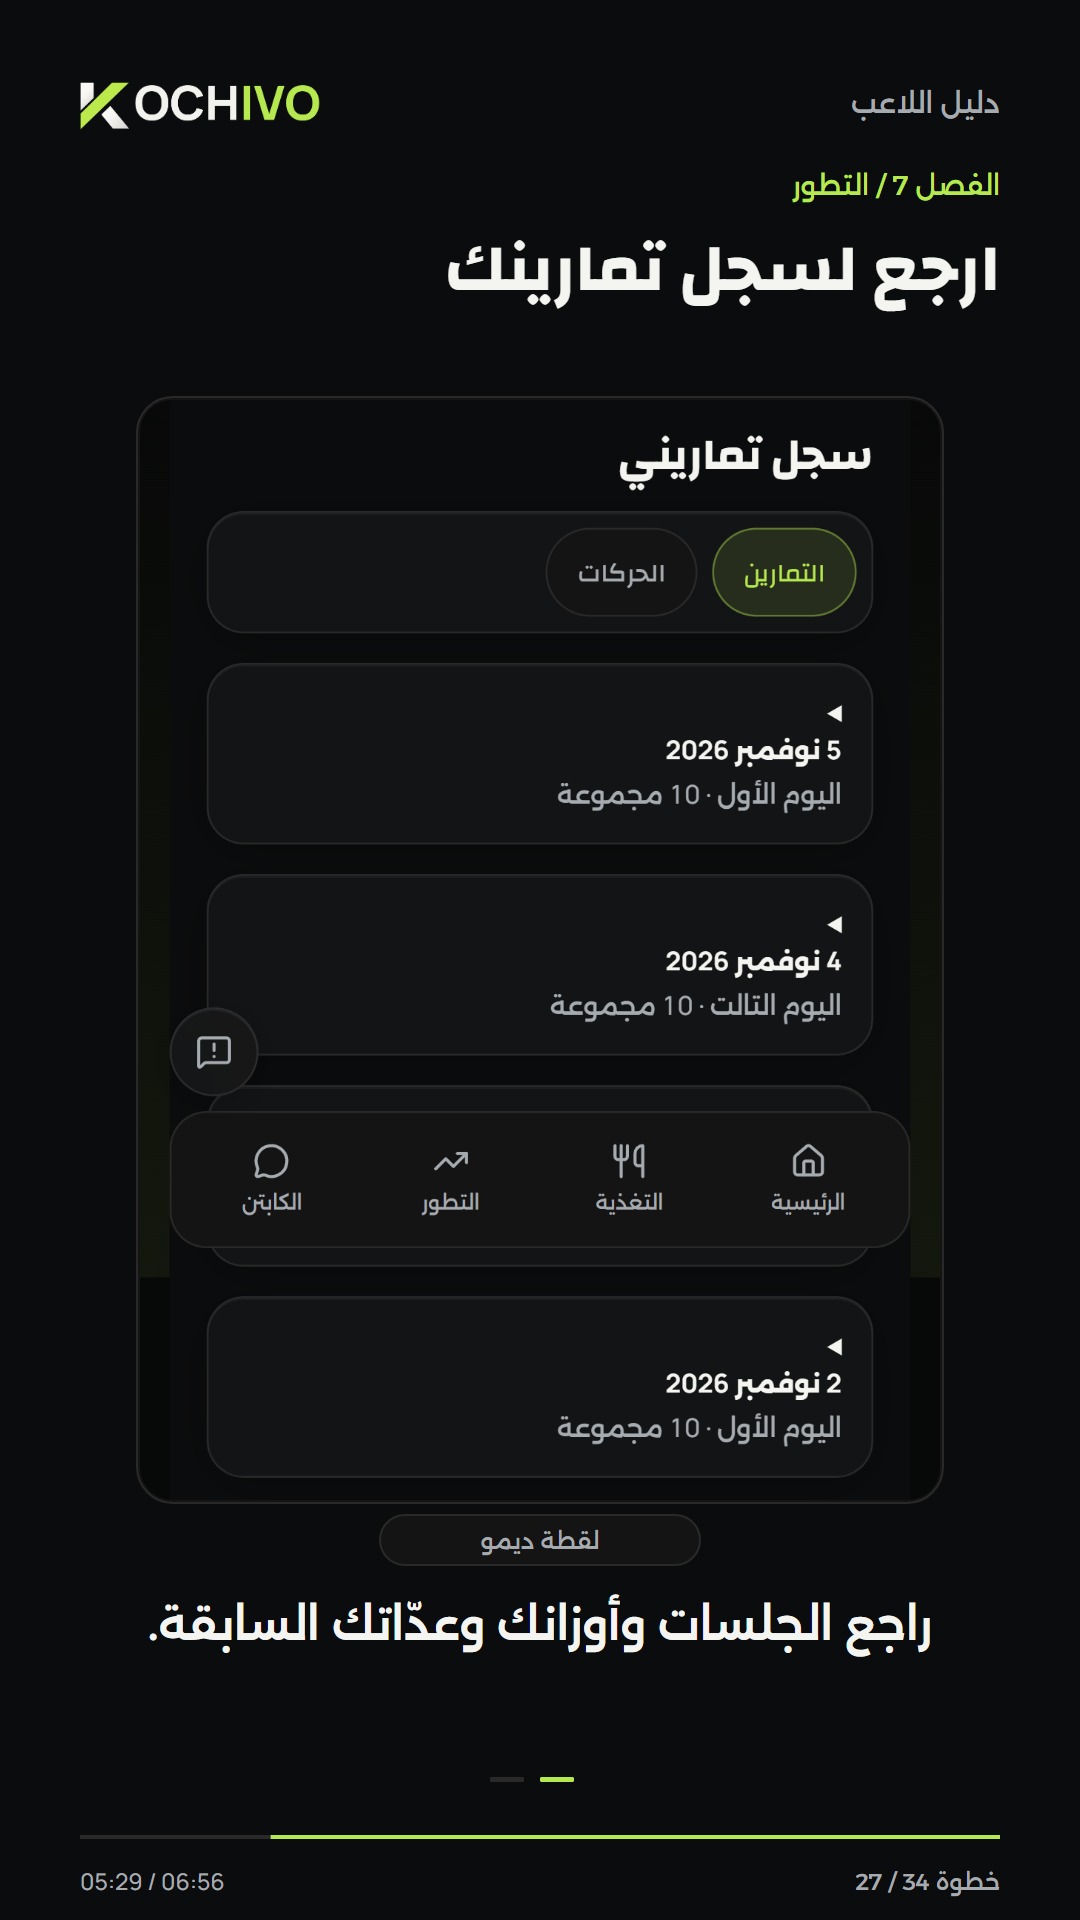 KOCHIVO
دليل اللاعب
الفصل 7 / التطور
ارجع لسجل تمارينك
سجل تماريني
التمارين
الحركات
5 نوفمبر 2026
اليوم الأول · 10 مجموعة
4 نوفمبر 2026
اليوم التالت · 10 مجموعة
الرئيسية
التغذية
التطور
الكابتن
2 نوفمبر 2026
اليوم الأول · 10 مجموعة
لقطة ديمو
راجع الجلسات وأوزانك وعدّاتك السابقة.
خطوة 34 / 27
05:29 / 06:56